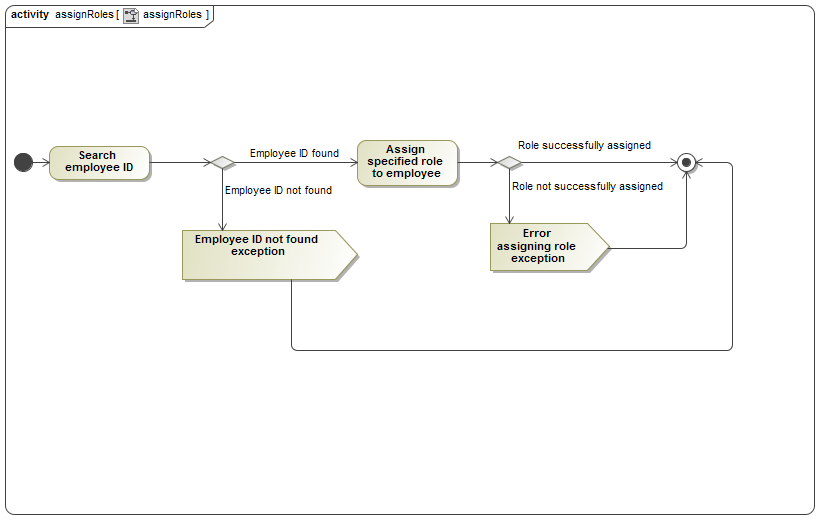 activity assignRoles [ assignRoles ]
Search
employee ID
Employee ID found
Employee ID not found
Assign
specified role
to employee
Role successfully assigned
Role not successfully assigned
Employee ID not found
exception
Error
assigning role
exception